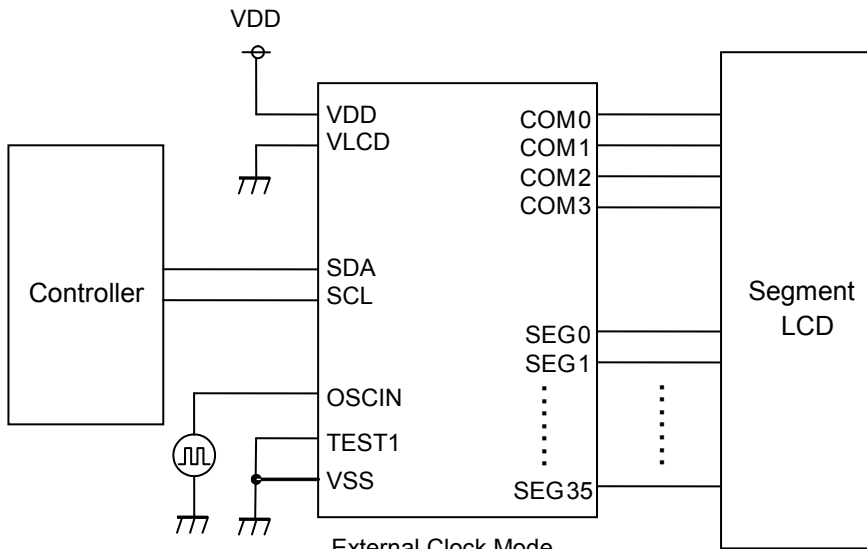 VDD
VDD
VLCD
SDA
SCL
OSCIN
TEST1
VSS
COM0
COM1
COM2
COM3
SEG0
SEG1
SEG35
Controller
Segment
LCD
External Clock Mode